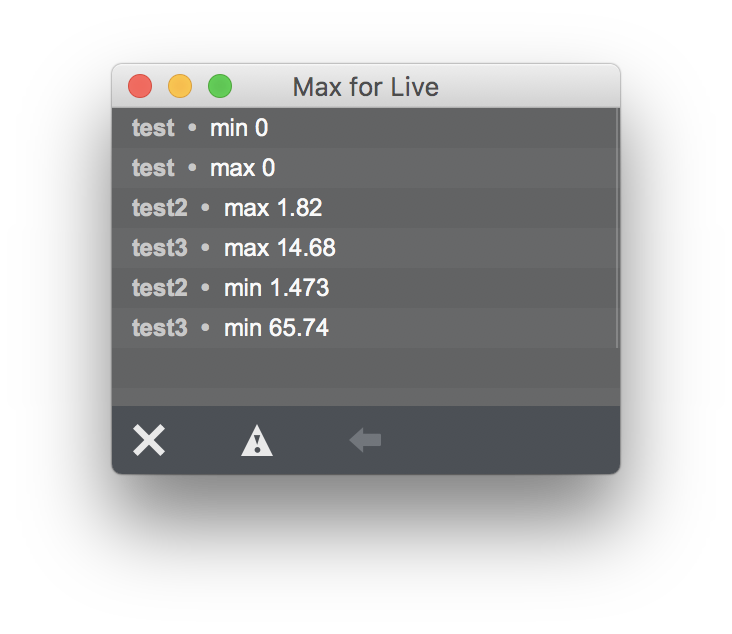 Max for Live
test • min 0
test • max 0
test2 • max 1.82
test3 • max 14.68
test2 • min 1.473
test3 • min 65.74